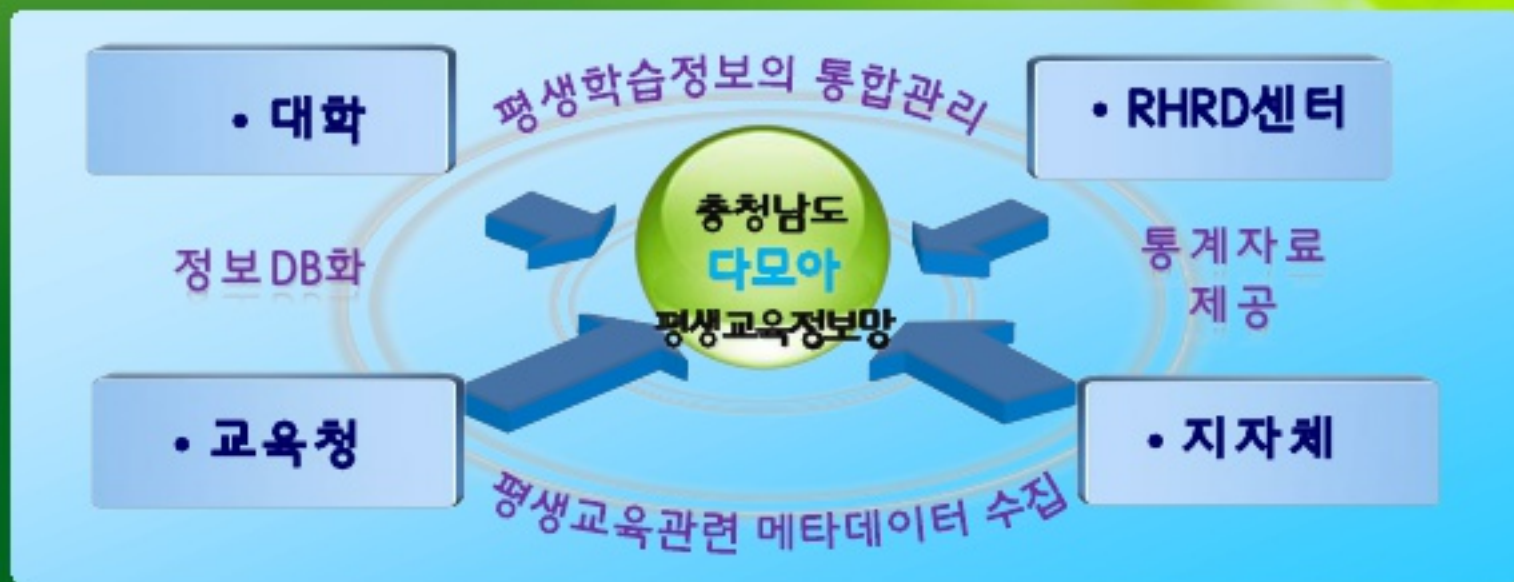 • 대학
평생학습정보의 통합관리
• RHRD센터
정보DB화
충청남도
다모아
평생교육정보망
통계자료
제공
• 교육청
평생교육관련 메타데이터 수집
• 지자체